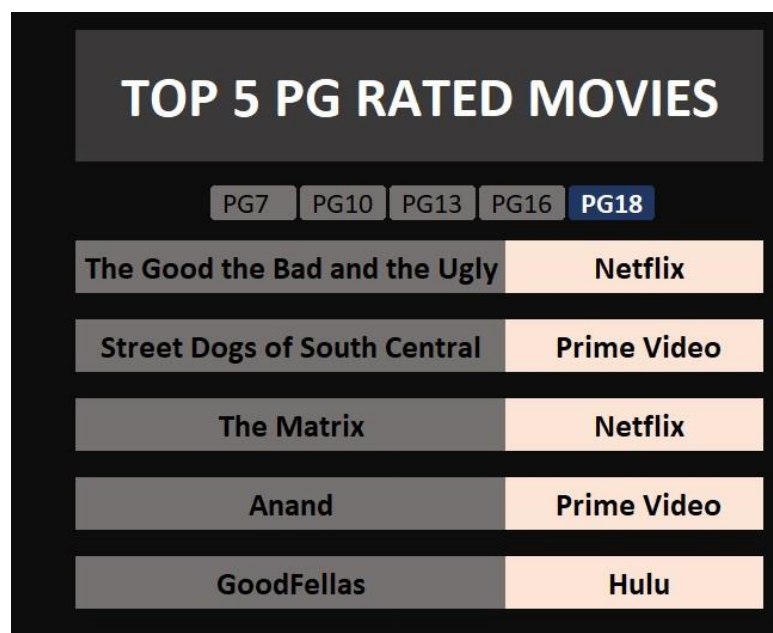 TOP 5 PG RATED MOVIES
PG7 PG10 PG13 PG16 PG18
The Good the Bad and the Ugly Netflix
Street Dogs of South Central Prime Video
The Matrix Netflix
Anand Prime Video
GoodFellas Hulu